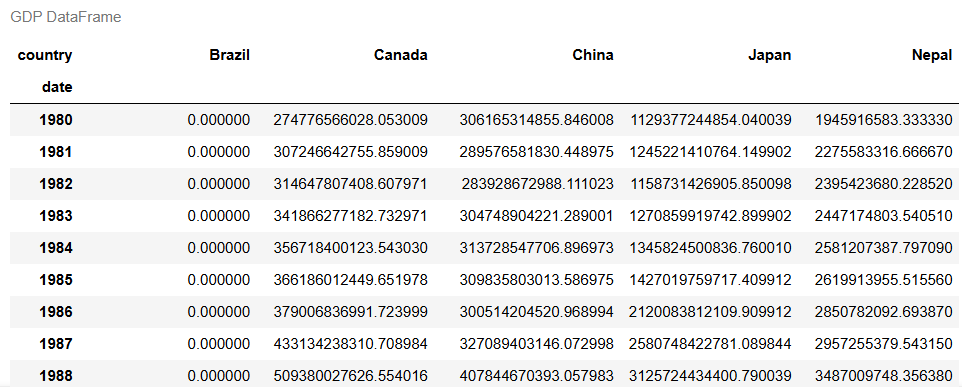 GDP DataFrame
country Brazil Canada China Japan Nepal
date
1980 0.000000 274776566028.053009 306165314855.846008 1129377244854.040039 1945916583.333330
1981 0.000000 307246642755.859009 289576581830.448975 1245221410764.149902 2275583316.666670
1982 0.000000 314647807408.607971 283928672988.111023 1158731426905.850098 2395423680.228520
1983 0.000000 341866277182.732971 304748904221.289001 1270859919742.899902 2447174803.540510
1984 0.000000 356718400123.543030 313728547706.896973 1345824500836.760010 2581207387.797090
1985 0.000000 366186012449.651978 309835803013.586975 1427019759717.409912 2619913955.515560
1986 0.000000 379006836991.723999 300514204520.968994 2120083812109.909912 2850782092.693870
1987 0.000000 433134238310.708984 327089403146.072998 2580748422781.089844 2957255379.543150
1988 0.000000 509380027626.554016 407844670393.057983 3125724434400.790039 3487009748.356380